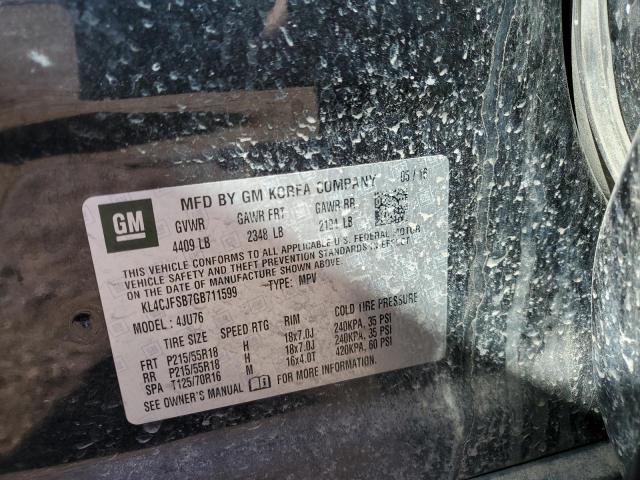 GM
MFD BY GM KOREA COMPANY 05 / 16
GVWR GAWR FRT GAWR RR
4409 LB 2348 LB 2194 LB
THIS VEHICLE CONFORMS TO ALL APPLICABLE U.S. FEDERAL MOTOR
VEHICLE SAFETY AND THEFT PREVENTION STANDARDS IN EFFECT
ON THE DATE OF MANUFACTURE SHOWN ABOVE.
KL4CJFSB7GB711599 TYPE: MPV
MODEL: 4JU76
TIRE SIZE SPEED RTG RIM COLD TIRE PRESSURE
FRT P215/55R18 H 18x7.0J 240KPA, 35 PSI
RR P215/55R18 H 18x7.0J 240KPA, 35 PSI
SPA T125/70R16 M 16x4.0T 420KPA, 60 PSI
SEE OWNER'S MANUAL FOR MORE INFORMATION.